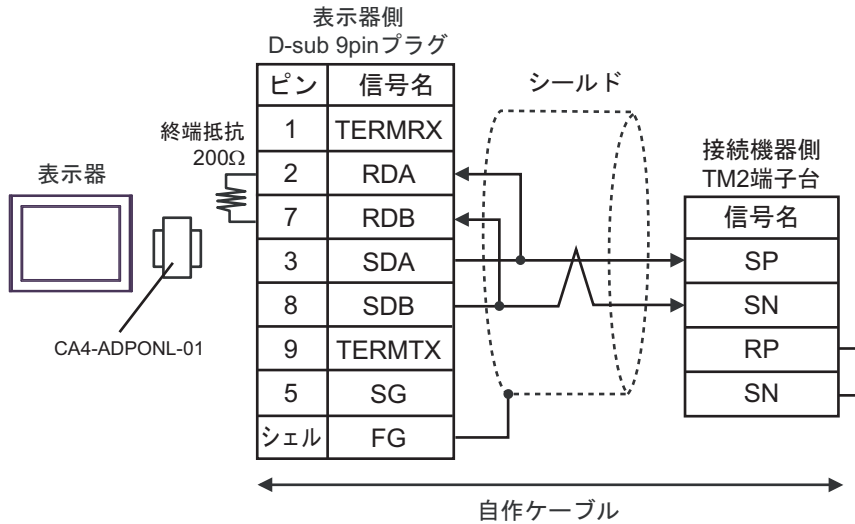 表示器側
D-sub 9pinプラグ
ピン 信号名
1 TERMRX
2 RDA
7 RDB
3 SDA
8 SDB
9 TERMTX
5 SG
シェル FG
終端抵抗
200Ω
表示器
CA4-ADPONL-01
シールド
接続機器側
TM2端子台
信号名
SP
SN
RP
SN
自作ケーブル